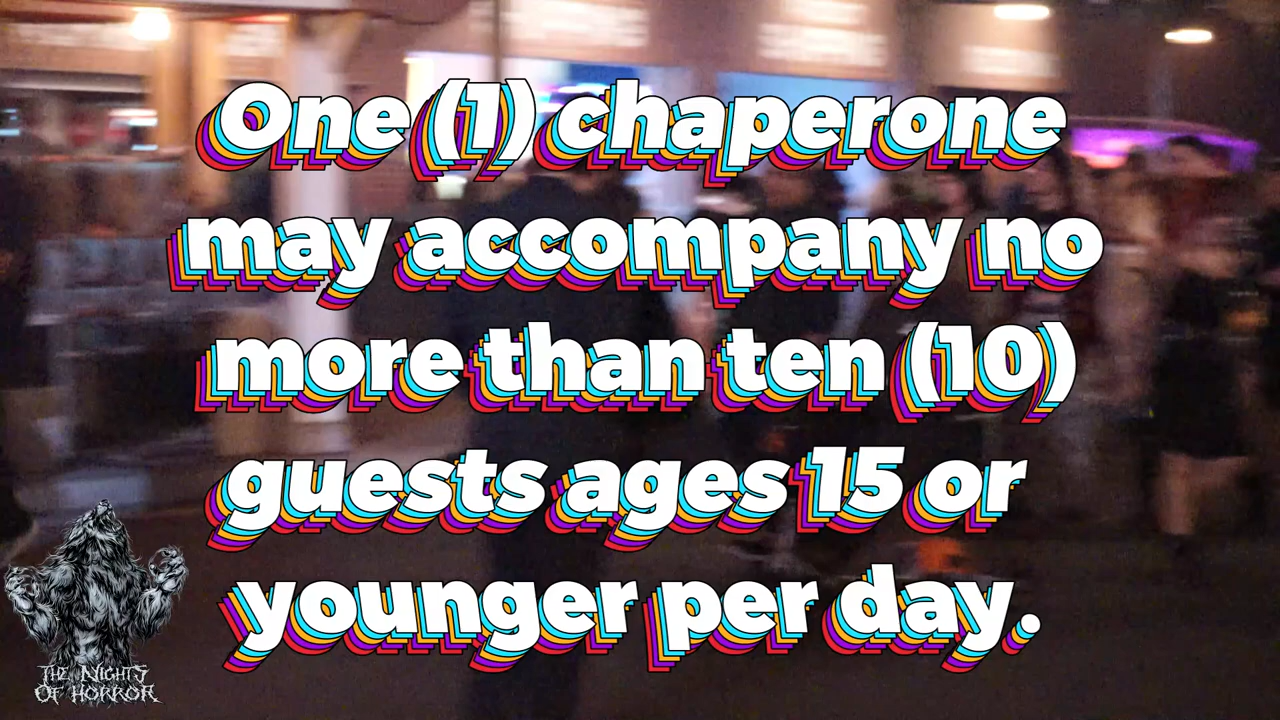 One (1) chaperone
may accompany no
more than ten (10)
guests ages 15 or
younger per day.
THE NIGHTS
OF HORROR